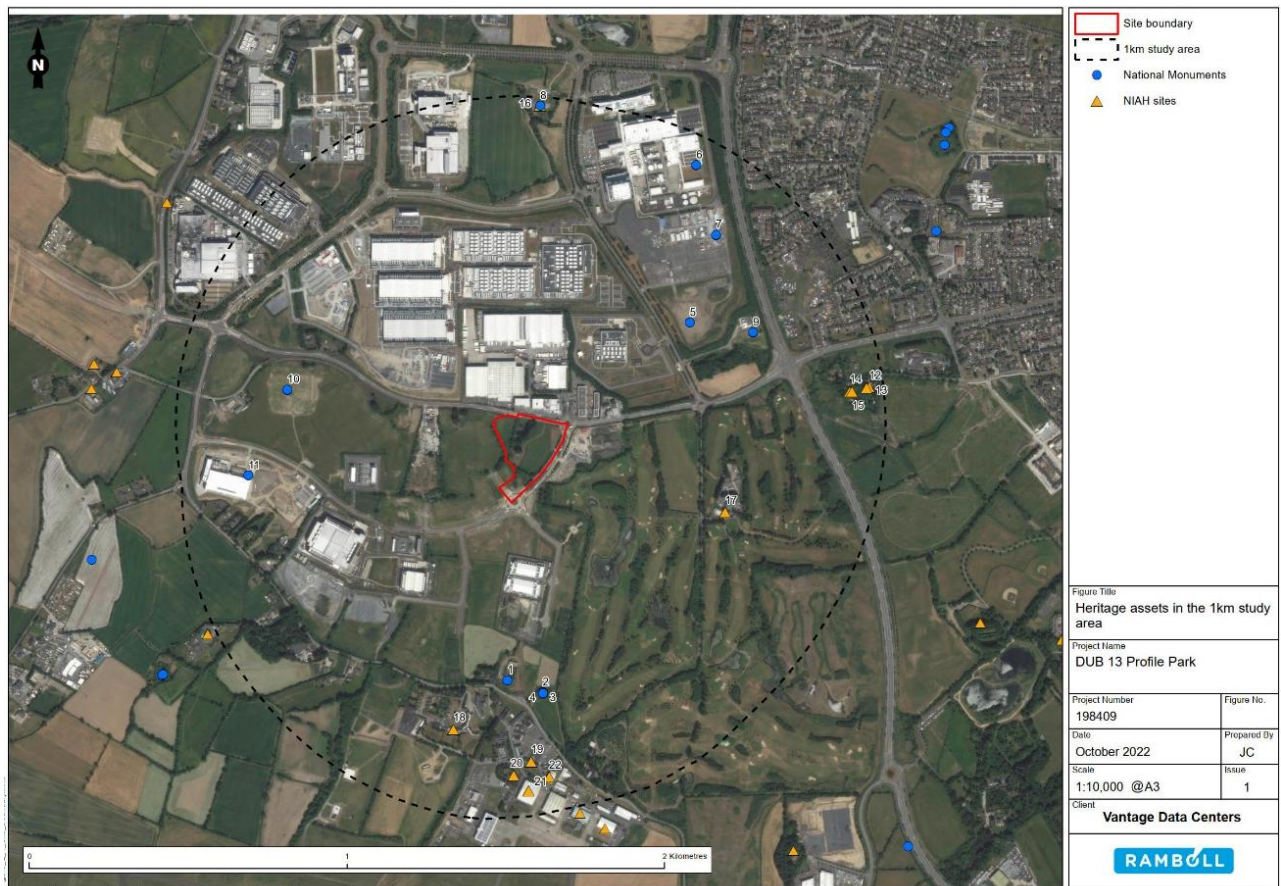 N
Site boundary
1km study area
National Monuments
NIAH sites
8
16
6
7
5
9
10
12
14
13
15
11
17
1
2
4
3
18
19
20
22
21
0
1
2 Kilometres
Figure Title
Heritage assets in the 1km study
area
Project Name
DUB 13 Profile Park
Project Number
Figure No.
198409
Date
Prepared By
October 2022
JC
Scale
Issue
1:10,000 @A3
1
Client
Vantage Data Centers
RAMBOLL